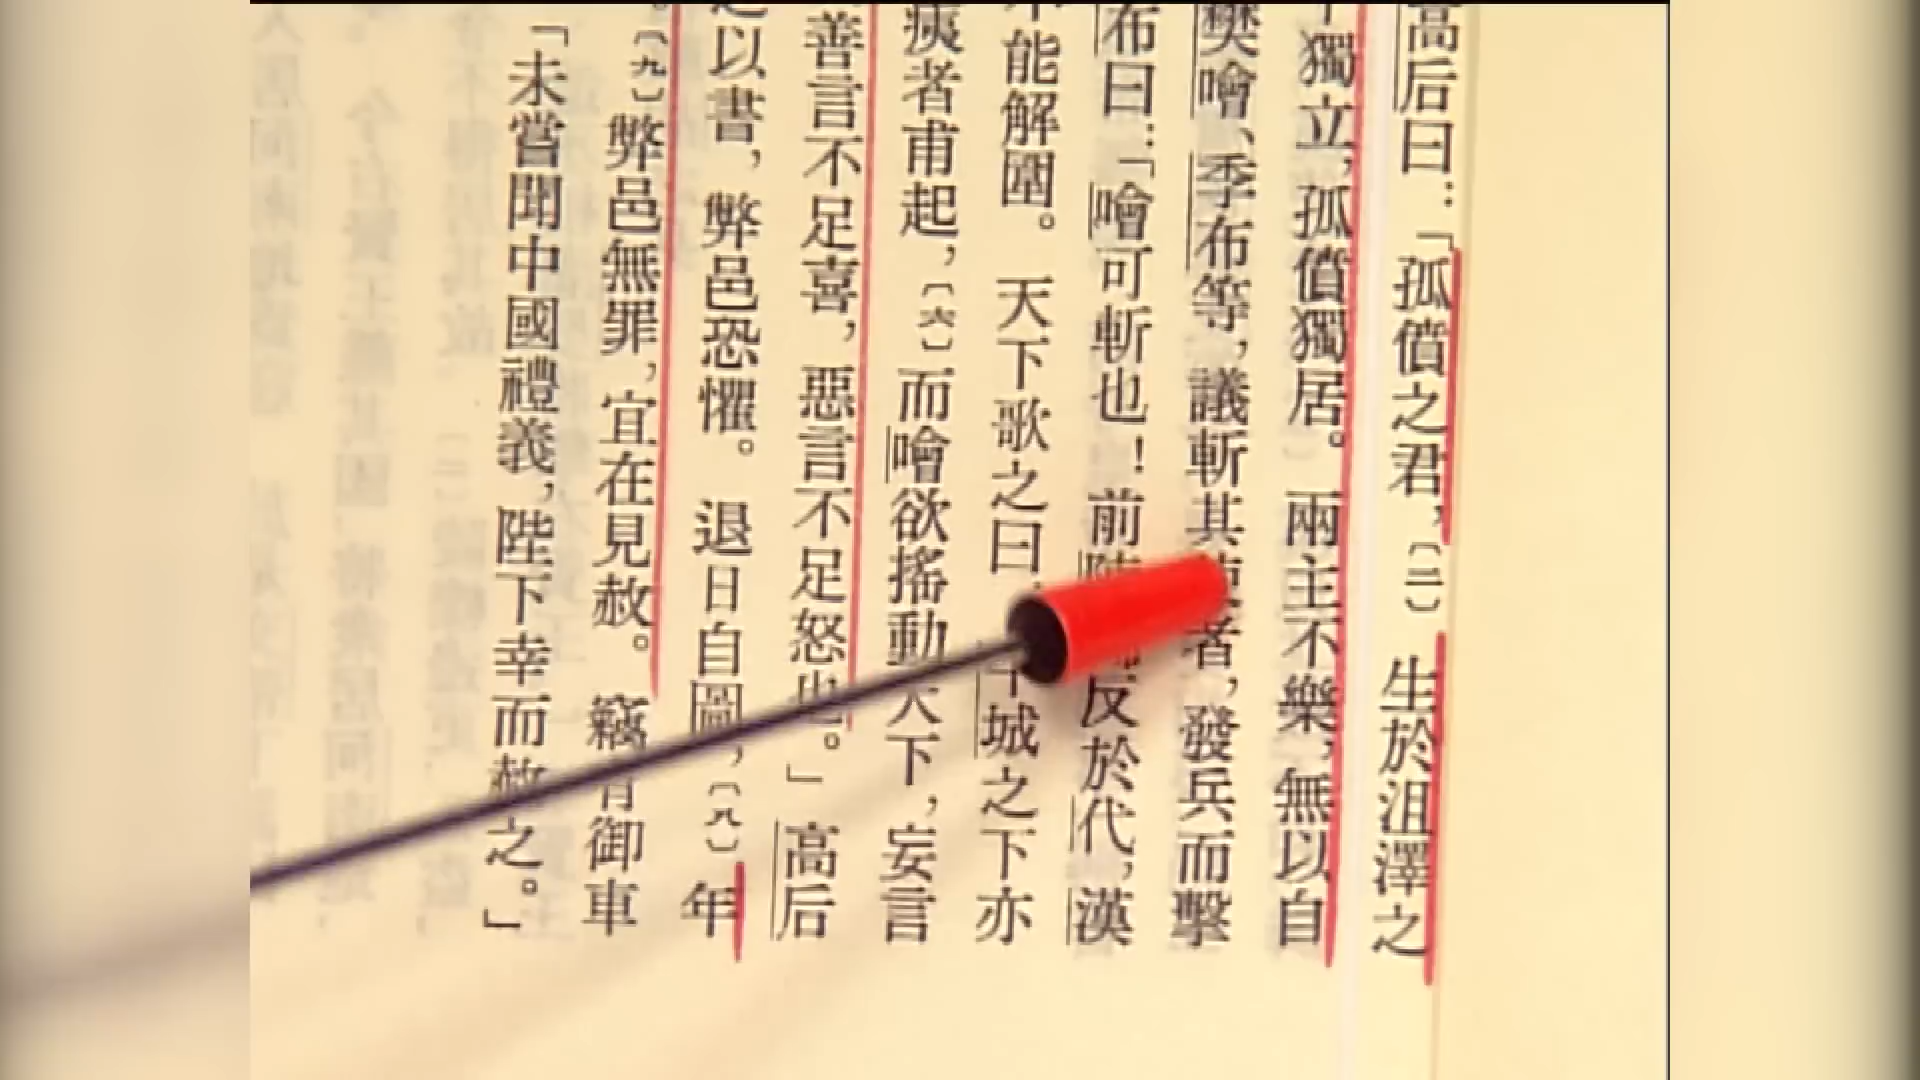 高后曰：「孤僨之君，〔二〕生於沮澤之
獨立，孤僨獨居。兩主不樂，無以自
樊噲、季布等，議斬其使者，發兵而擊
布曰：「噲可斬也！前反於代，漢
不能解圍。天下歌之曰：城之下亦
痍者甫起，〔六〕而噲欲搖動天下，妄言
善言不足喜，惡言不足怒也。」高后
以書，弊邑恐懼。退日自圖，〔八〕年
〔九〕弊邑無罪，宜在見赦。竊有御車
「未嘗聞中國禮義，陛下幸而赦之。」